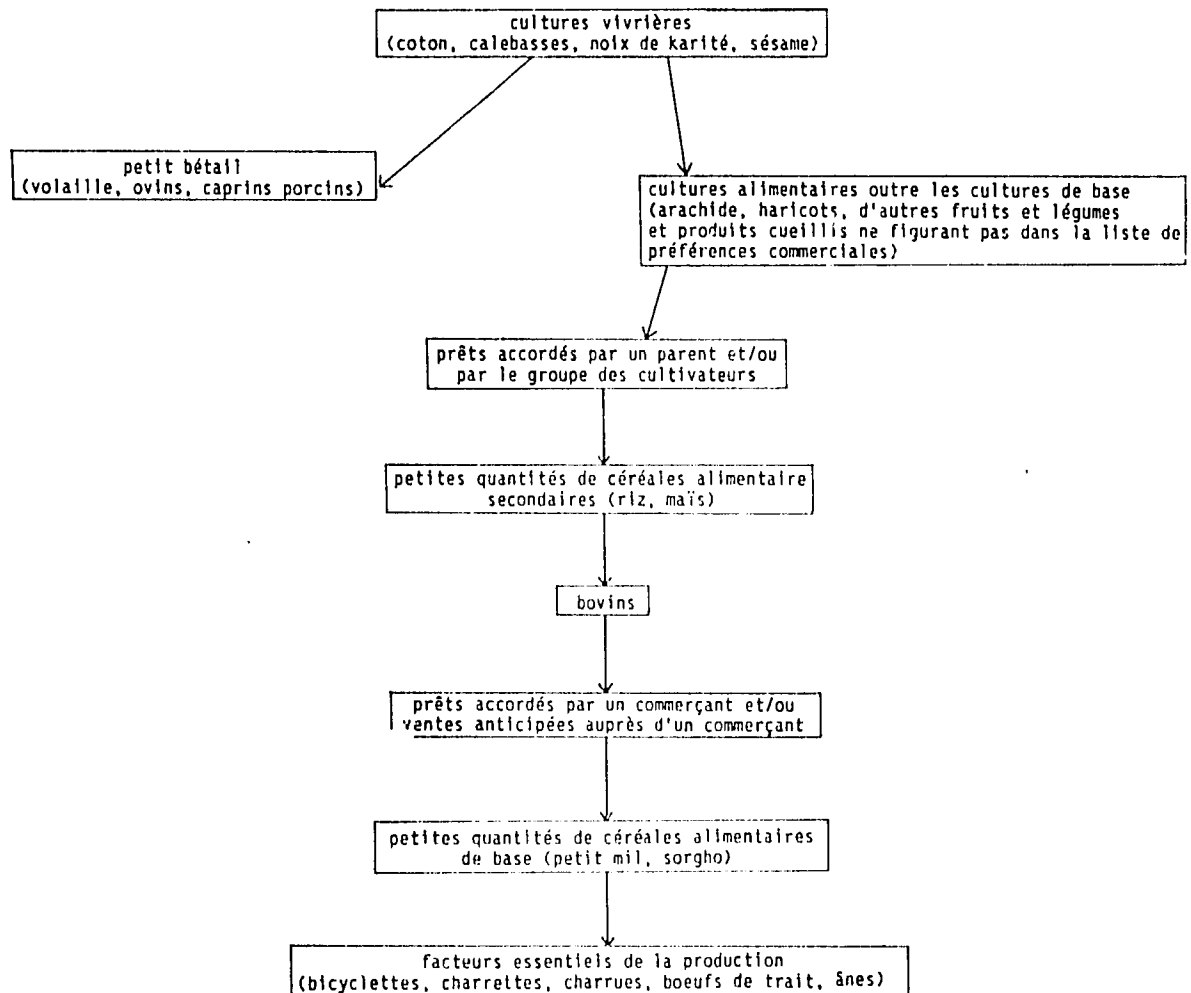 cultures vivrières
(coton, calebasses, noix de karité, sésame)
petit bétail
(volaille, ovins, caprins porcins)
cultures alimentaires outre les cultures de base
(arachide, haricots, d'autres fruits et légumes
et produits cueillis ne figurant pas dans la liste de
préférences commerciales)
prêts accordés par un parent et/ou
par le groupe des cultivateurs
petites quantités de céréales alimentaire
secondaires (riz, maïs)
bovins
prêts accordés par un commerçant et/ou
ventes anticipées auprès d'un commerçant
petites quantités de céréales alimentaires
de base (petit mil, sorgho)
facteurs essentiels de la production
(bicyclettes, charrettes, charrues, boeufs de trait, ânes)